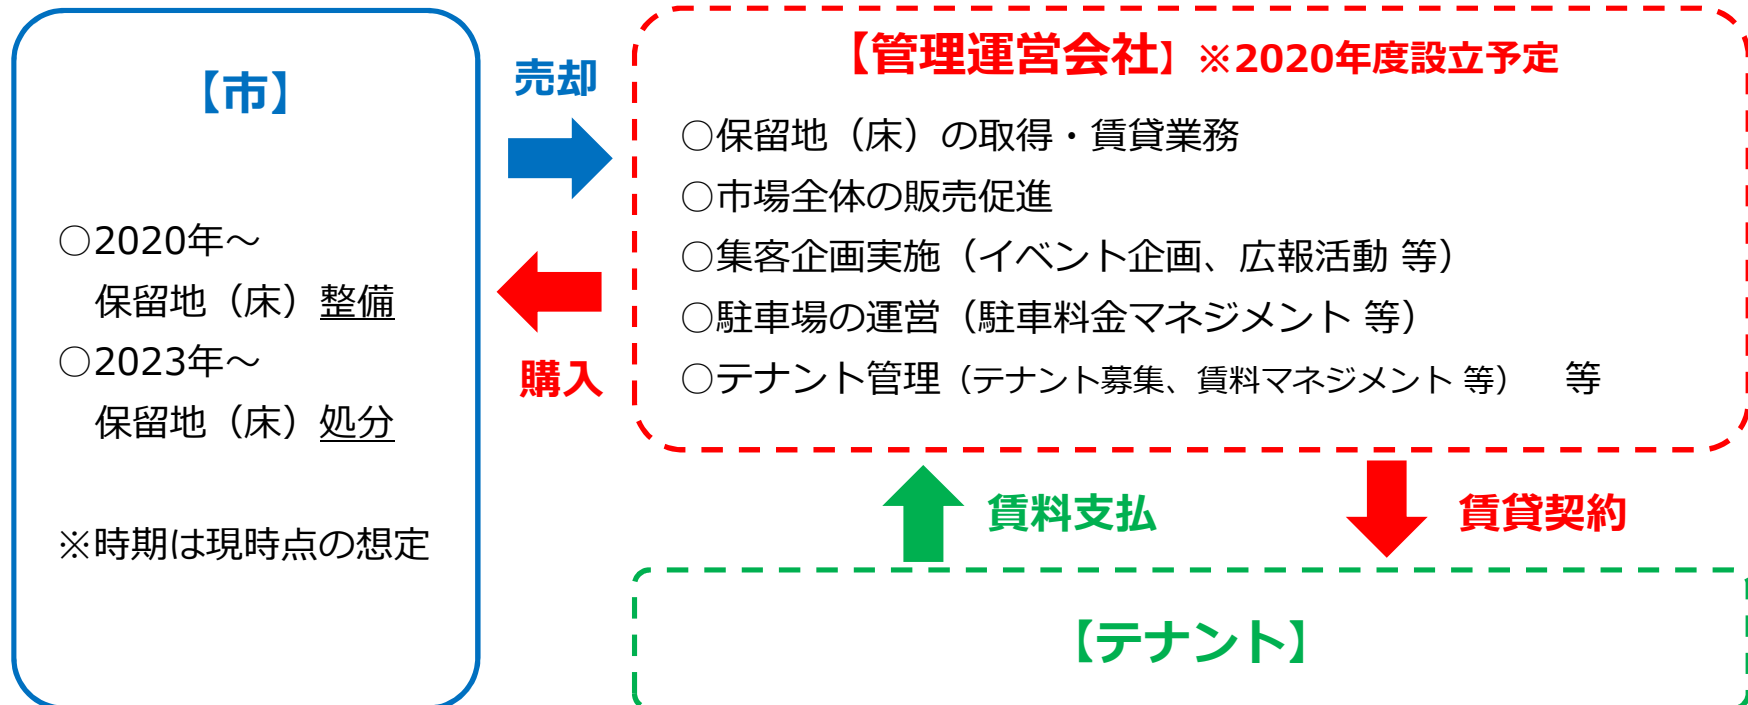 【市】
○2020年～
保留地（床）整備
○2023年～
保留地（床）処分
※時期は現時点の想定
売却
購入
【管理運営会社】※2020年度設立予定
○保留地（床）の取得・賃貸業務
○市場全体の販売促進
○集客企画実施（イベント企画、広報活動 等）
○駐車場の運営（駐車料金マネジメント 等）
○テナント管理（テナント募集、賃料マネジメント 等）　等
賃料支払
賃貸契約
【テナント】